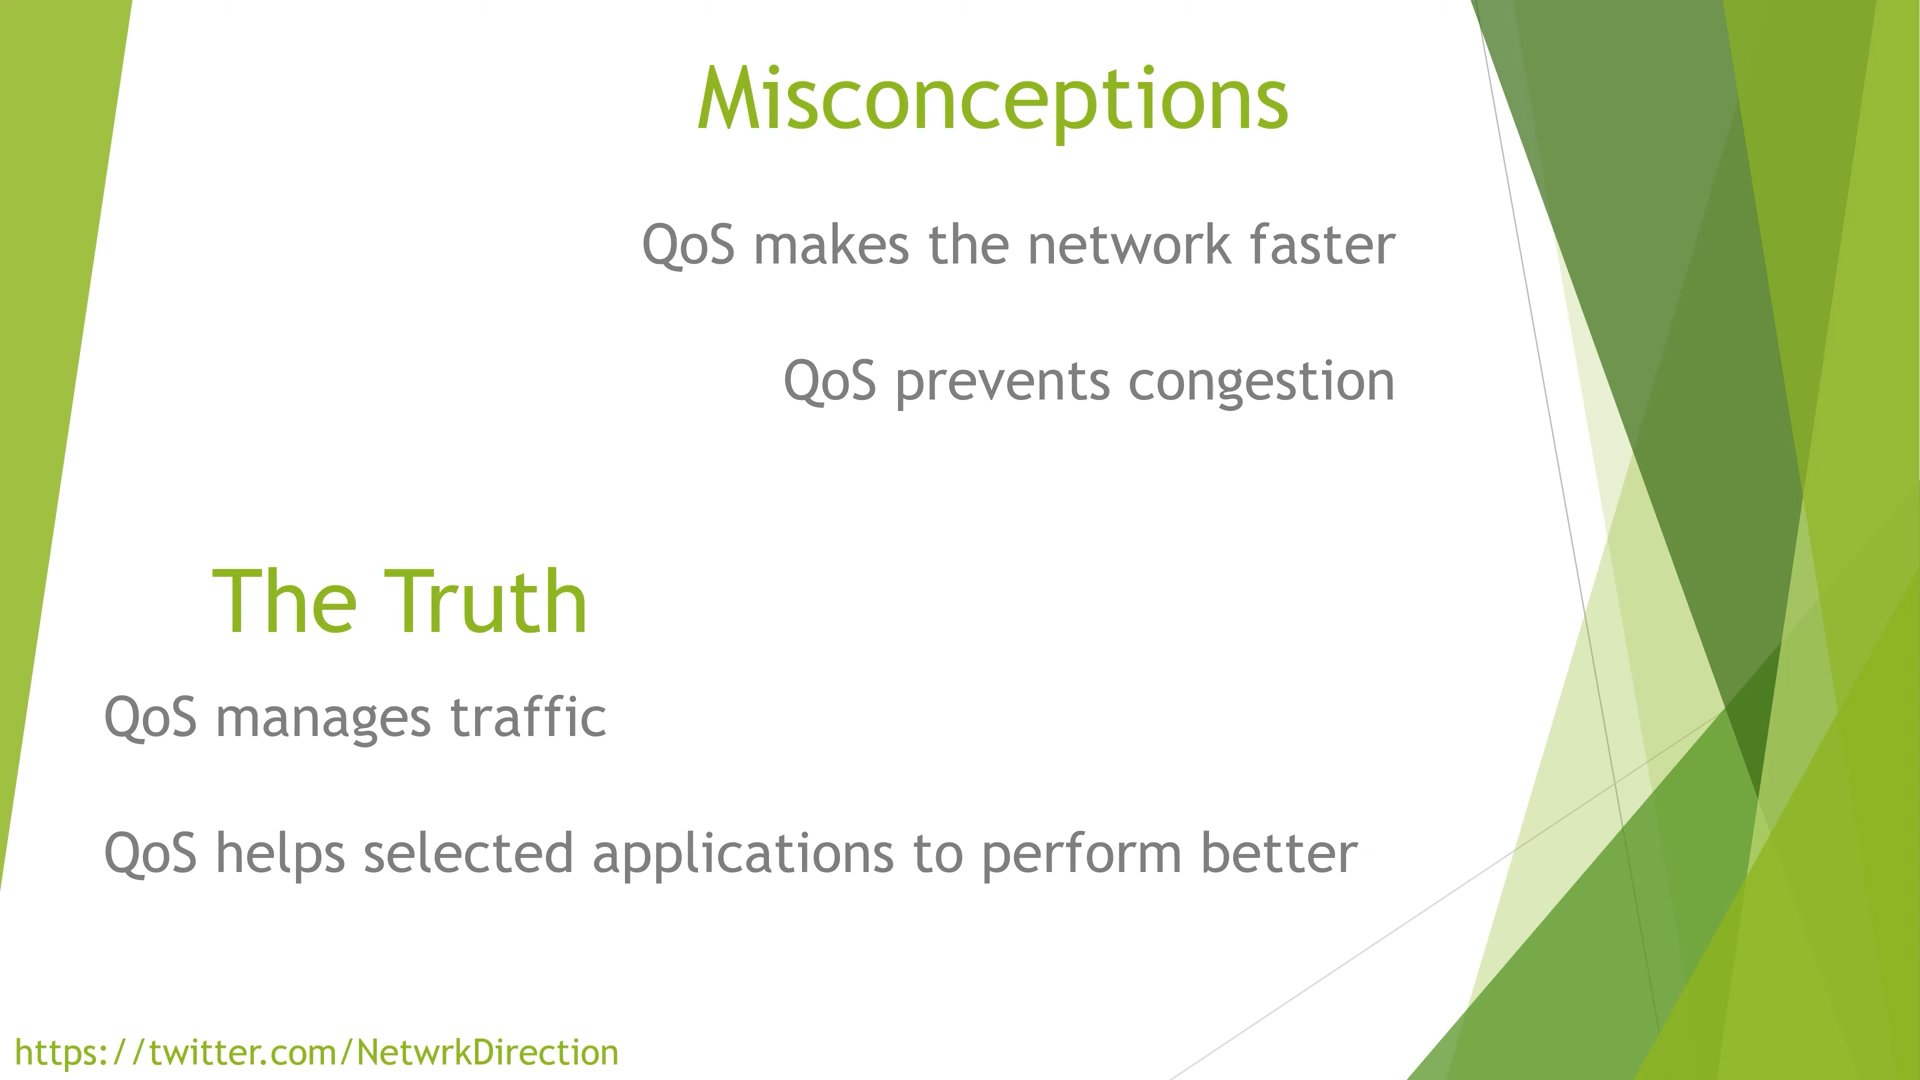 Misconceptions
QoS makes the network faster
QoS prevents congestion
The Truth
QoS manages traffic
QoS helps selected applications to perform better
https://twitter.com/NetwrkDirection